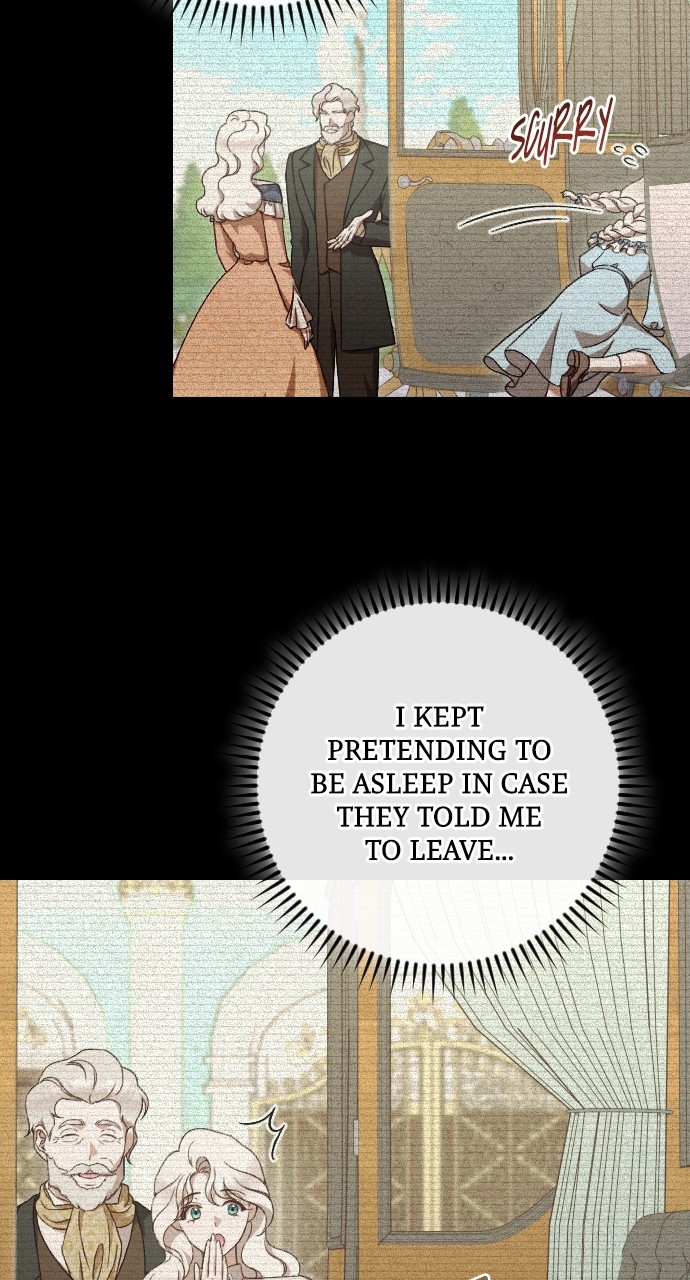 SCURRY
I KEPT
PRETENDING TO
BE ASLEEP IN CASE
THEY TOLD ME
TO LEAVE...